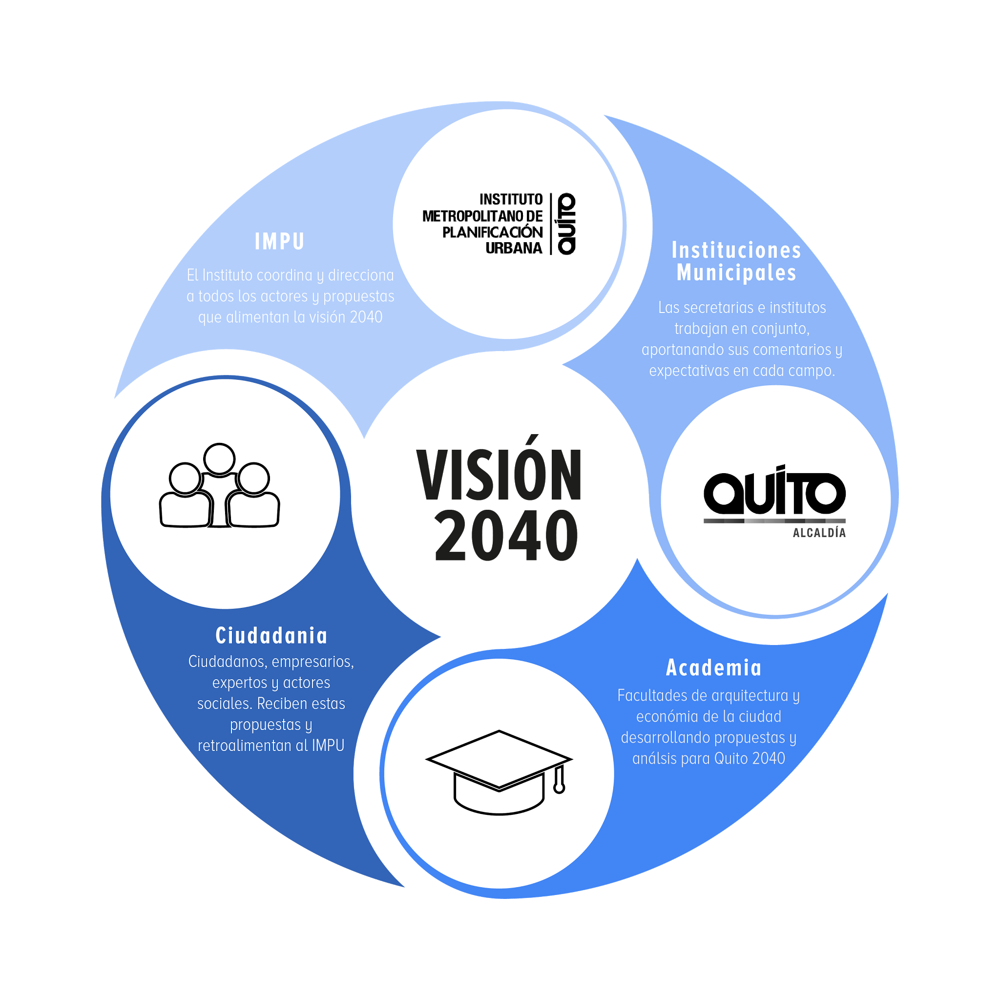 INSTITUTO
METROPOLITANO DE
PLANIFICACIÓN
URBANA
QUITO
IMPU
El Instituto coordina y direcciona
a todos los actores y propuestas
que alimentan la visión 2040
Instituciones
Municipales
Las secretarias e institutos
trabajan en conjunto,
aportanando sus comentarios y
expectativas en cada campo.
VISIÓN
2040
QUITO
ALCALDÍA
Ciudadania
Ciudadanos, empresarios,
expertos y actores
sociales. Reciben estas
propuestas y
retroalimentan al IMPU
Academia
Facultades de arquitectura y
económia de la ciudad
desarrollando propuestas y
análsis para Quito 2040